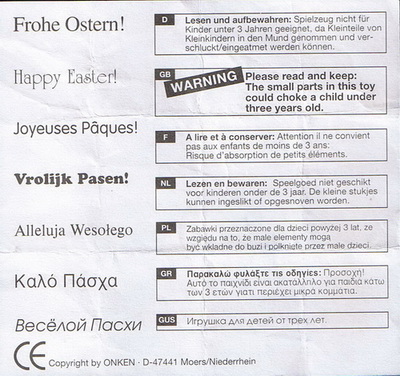 Frohe Ostern!
D Lesen und aufbewahren: Spielzeug nicht für
Kinder unter 3 Jahren geeignet, da Kleinteile von
Kleinkindern in den Mund genommen und ver-
schluckt/eingeatmet werden können.
Happy Easter!
GB WARNING
Please read and keep:
The small parts in this toy
could choke a child under
three years old.
Joyeuses Pâques!
F A lire et à conserver: Attention il ne convient
pas aux enfants de moins de 3 ans:
Risque d'absorption de petits éléments.
Vrolijk Pasen!
NL Lezen en bewaren: Speelgoed niet geschikt
voor kinderen onder de 3 jaar. De kleine stukjes
kunnen ingeslikt of opgesnoven worden.
Alleluja Wesołego
PL Zabawki przeznaczone dla dzieci powyżej 3 lat, ze
względu na to, że male elementy mogą
być wkladane do buzi i polknięte przez male dzieci.
Καλό Πάσχα
GR Παρακαλώ φυλάξτε τις οδηγίες: Προσοχή!
Αυτό το παιχνίδι είναι ακατάλληλο για παιδιά κάτω
των 3 ετών γιατι περιέχει μικρά κομμάτια.
Весёлой Пасхи
GUS Игрушка для детей от трех лет.
CE Copyright by ONKEN · D-47441 Moers/Niederrhein